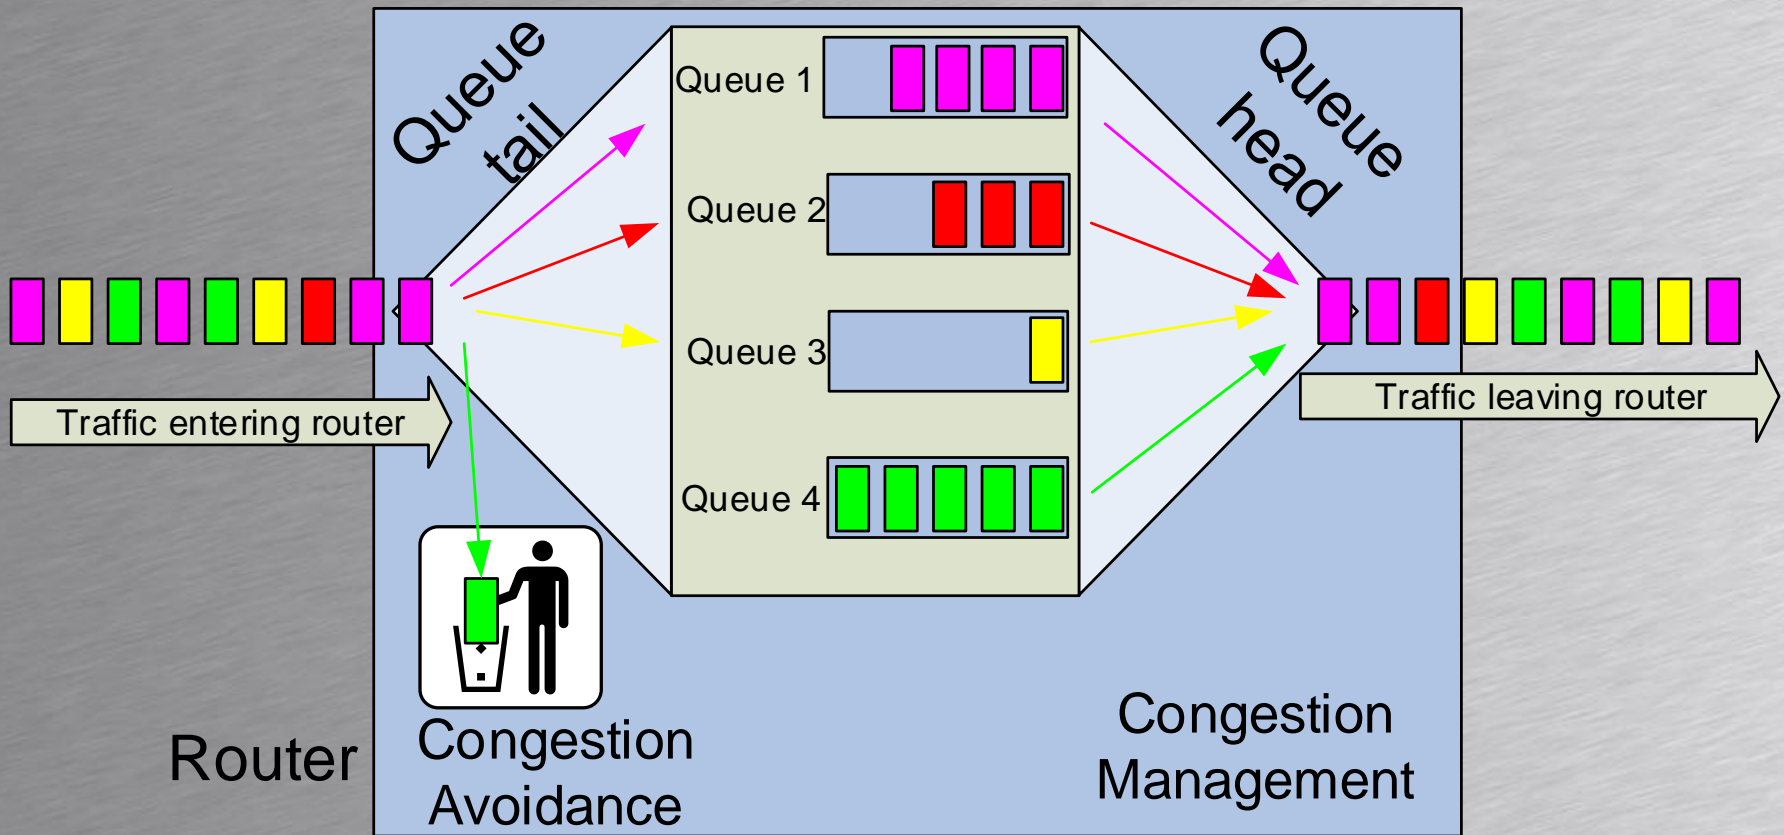 Queue
tail
Queue 1
Queue 2
Queue 3
Queue 4
Queue
head
Traffic entering router
Traffic leaving router
Router
Congestion
Avoidance
Congestion
Management